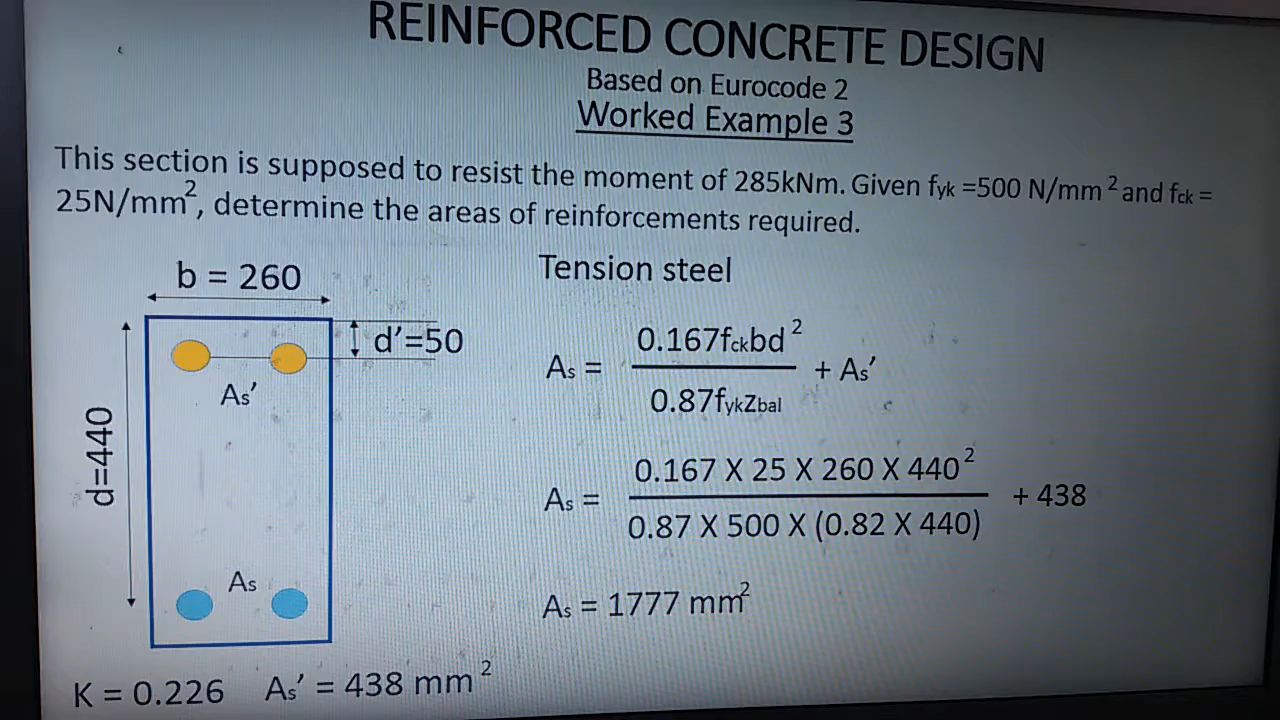 REINFORCED CONCRETE DESIGN
Based on Eurocode 2
Worked Example 3
This section is supposed to resist the moment of 285kNm. Given fyk =500 N/mm² and fck =
25N/mm², determine the areas of reinforcements required.
b = 260
d'=50
As'
d=440
As
Tension steel
As = 0.167fckbd² / 0.87fykZbal + As'
As = 0.167 X 25 X 260 X 440² / 0.87 X 500 X (0.82 X 440) + 438
As = 1777 mm²
K = 0.226 As' = 438 mm²